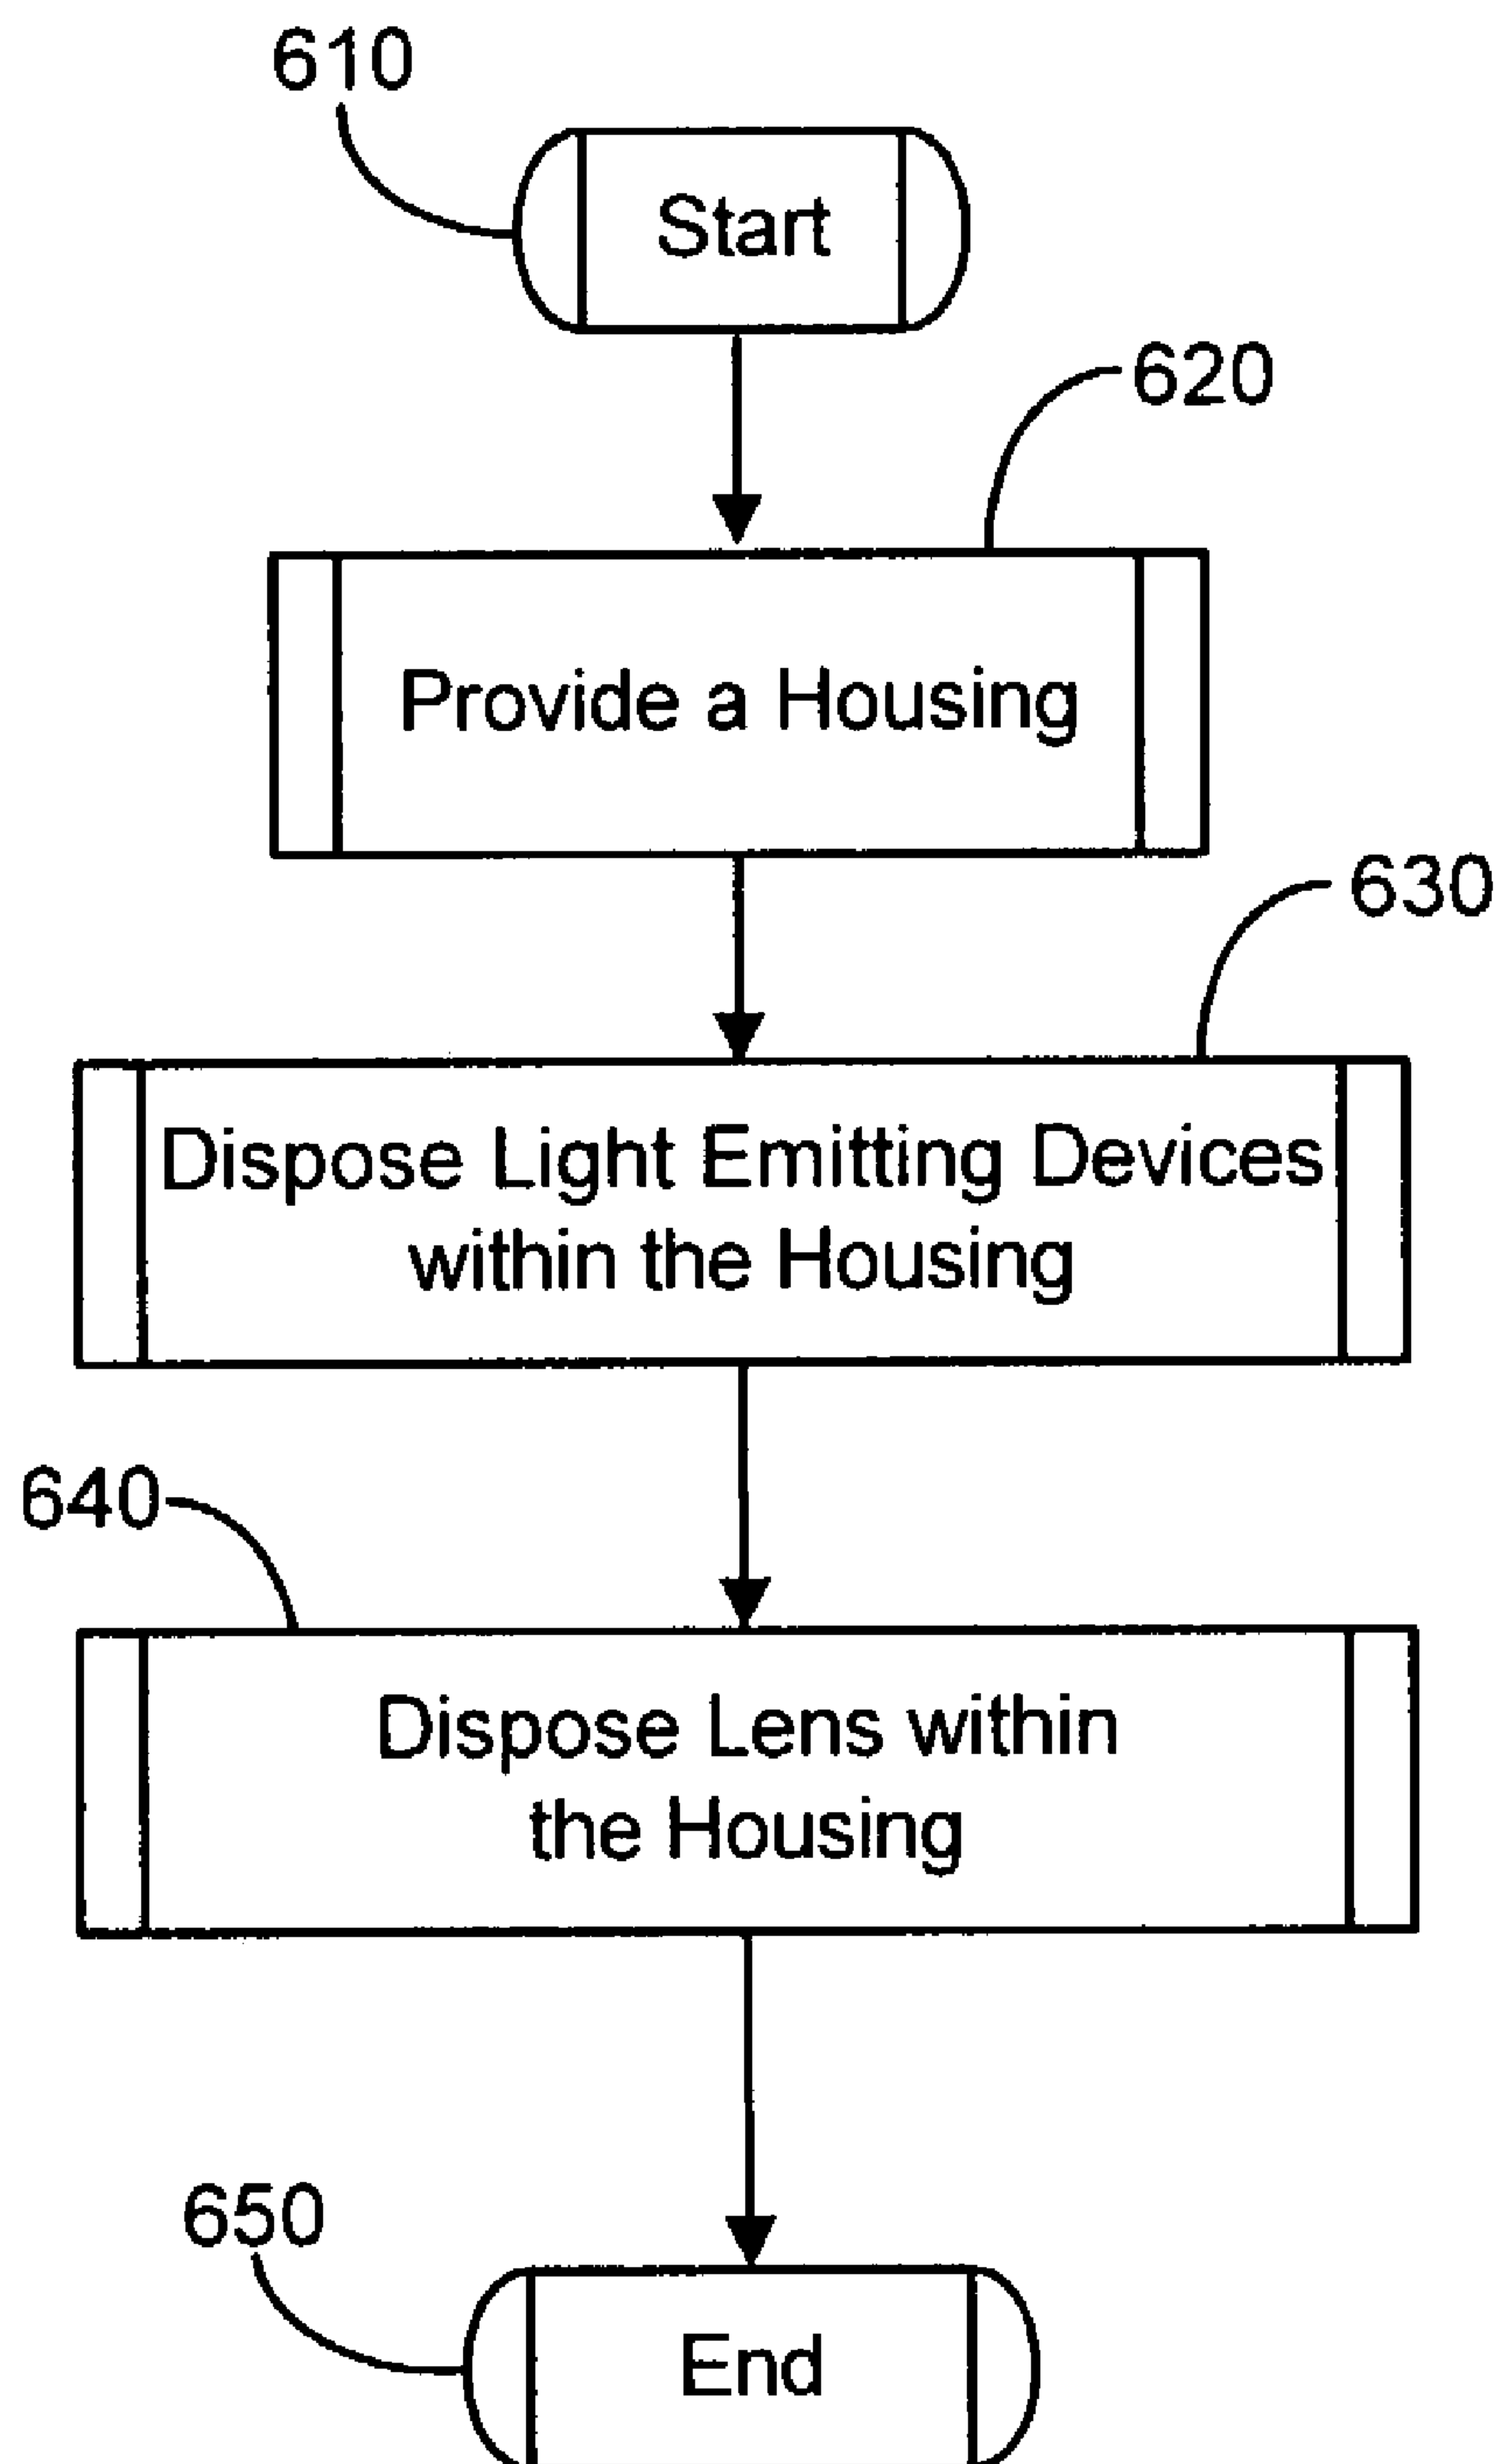 610
Start
620
Provide a Housing
630
Dispose Light Emitting Devices
within the Housing
640
Dispose Lens within
the Housing
650
End